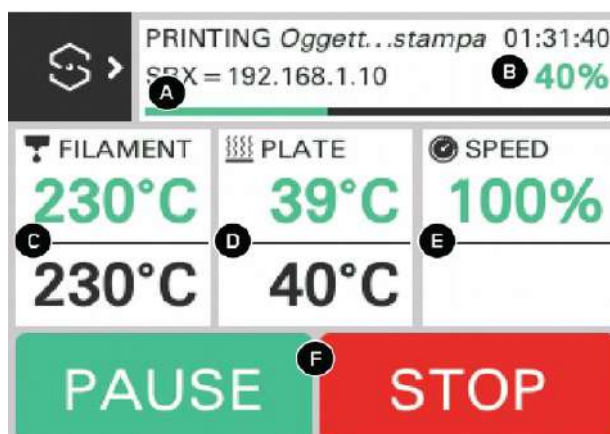 PRINTING Oggett...stampa 01:31:40
= 192.168.1.10 B 40%
A
FILAMENT PLATE SPEED
230°C 39°C 100%
C D E
230°C 40°C
F
PAUSE STOP